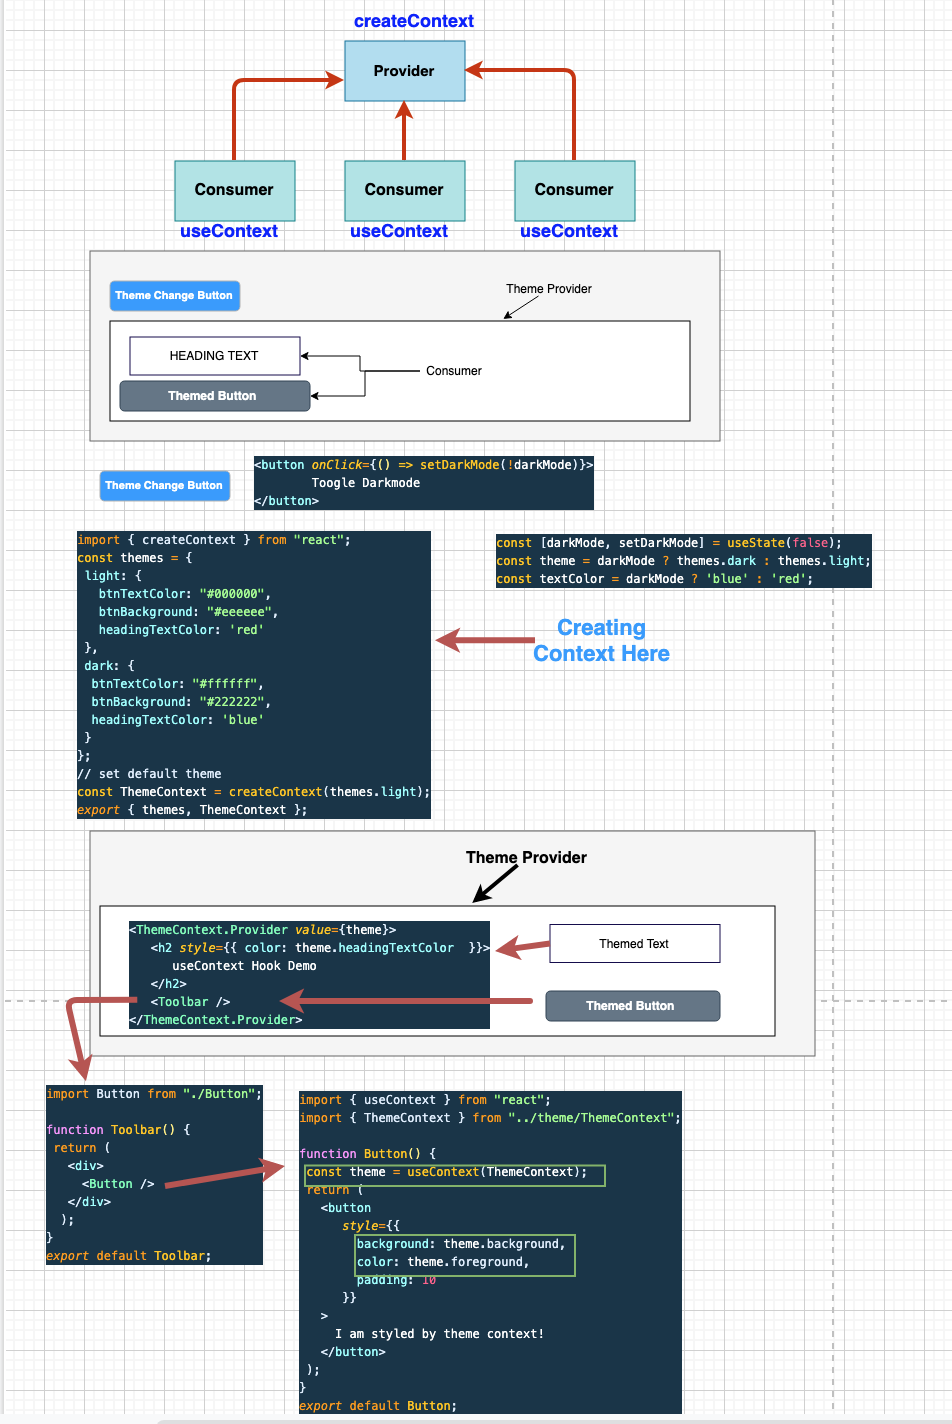 createContext
Provider
Consumer Consumer Consumer
useContext useContext useContext
Theme Change Button
Theme Provider
HEADING TEXT
Consumer
Themed Button
Theme Change Button
<button onClick={() => setDarkMode(!darkMode)}>
Toogle Darkmode
</button>
import { createContext } from "react";
const themes = {
light: {
btnTextColor: "#000000",
btnBackground: "#eeeeee",
headingTextColor: 'red'
},
dark: {
btnTextColor: "#ffffff",
btnBackground: "#222222",
headingTextColor: 'blue'
}
};
// set default theme
const ThemeContext = createContext(themes.light);
export { themes, ThemeContext };
const [darkMode, setDarkMode] = useState(false);
const theme = darkMode ? themes.dark : themes.light;
const textColor = darkMode ? 'blue' : 'red';
Creating
Context Here
Theme Provider
<ThemeContext.Provider value={theme}>
<h2 style={{ color: theme.headingTextColor }}>
useContext Hook Demo
</h2>
<Toolbar />
</ThemeContext.Provider>
Themed Text
Themed Button
import Button from "./Button";
function Toolbar() {
return (
<div>
<Button />
</div>
);
}
export default Toolbar;
import { useContext } from "react";
import { ThemeContext } from "../theme/ThemeContext";
function Button() {
const theme = useContext(ThemeContext);
return (
<button
style={{
background: theme.background,
color: theme.foreground,
padding: 10
}}
>
I am styled by theme context!
</button>
);
}
export default Button;